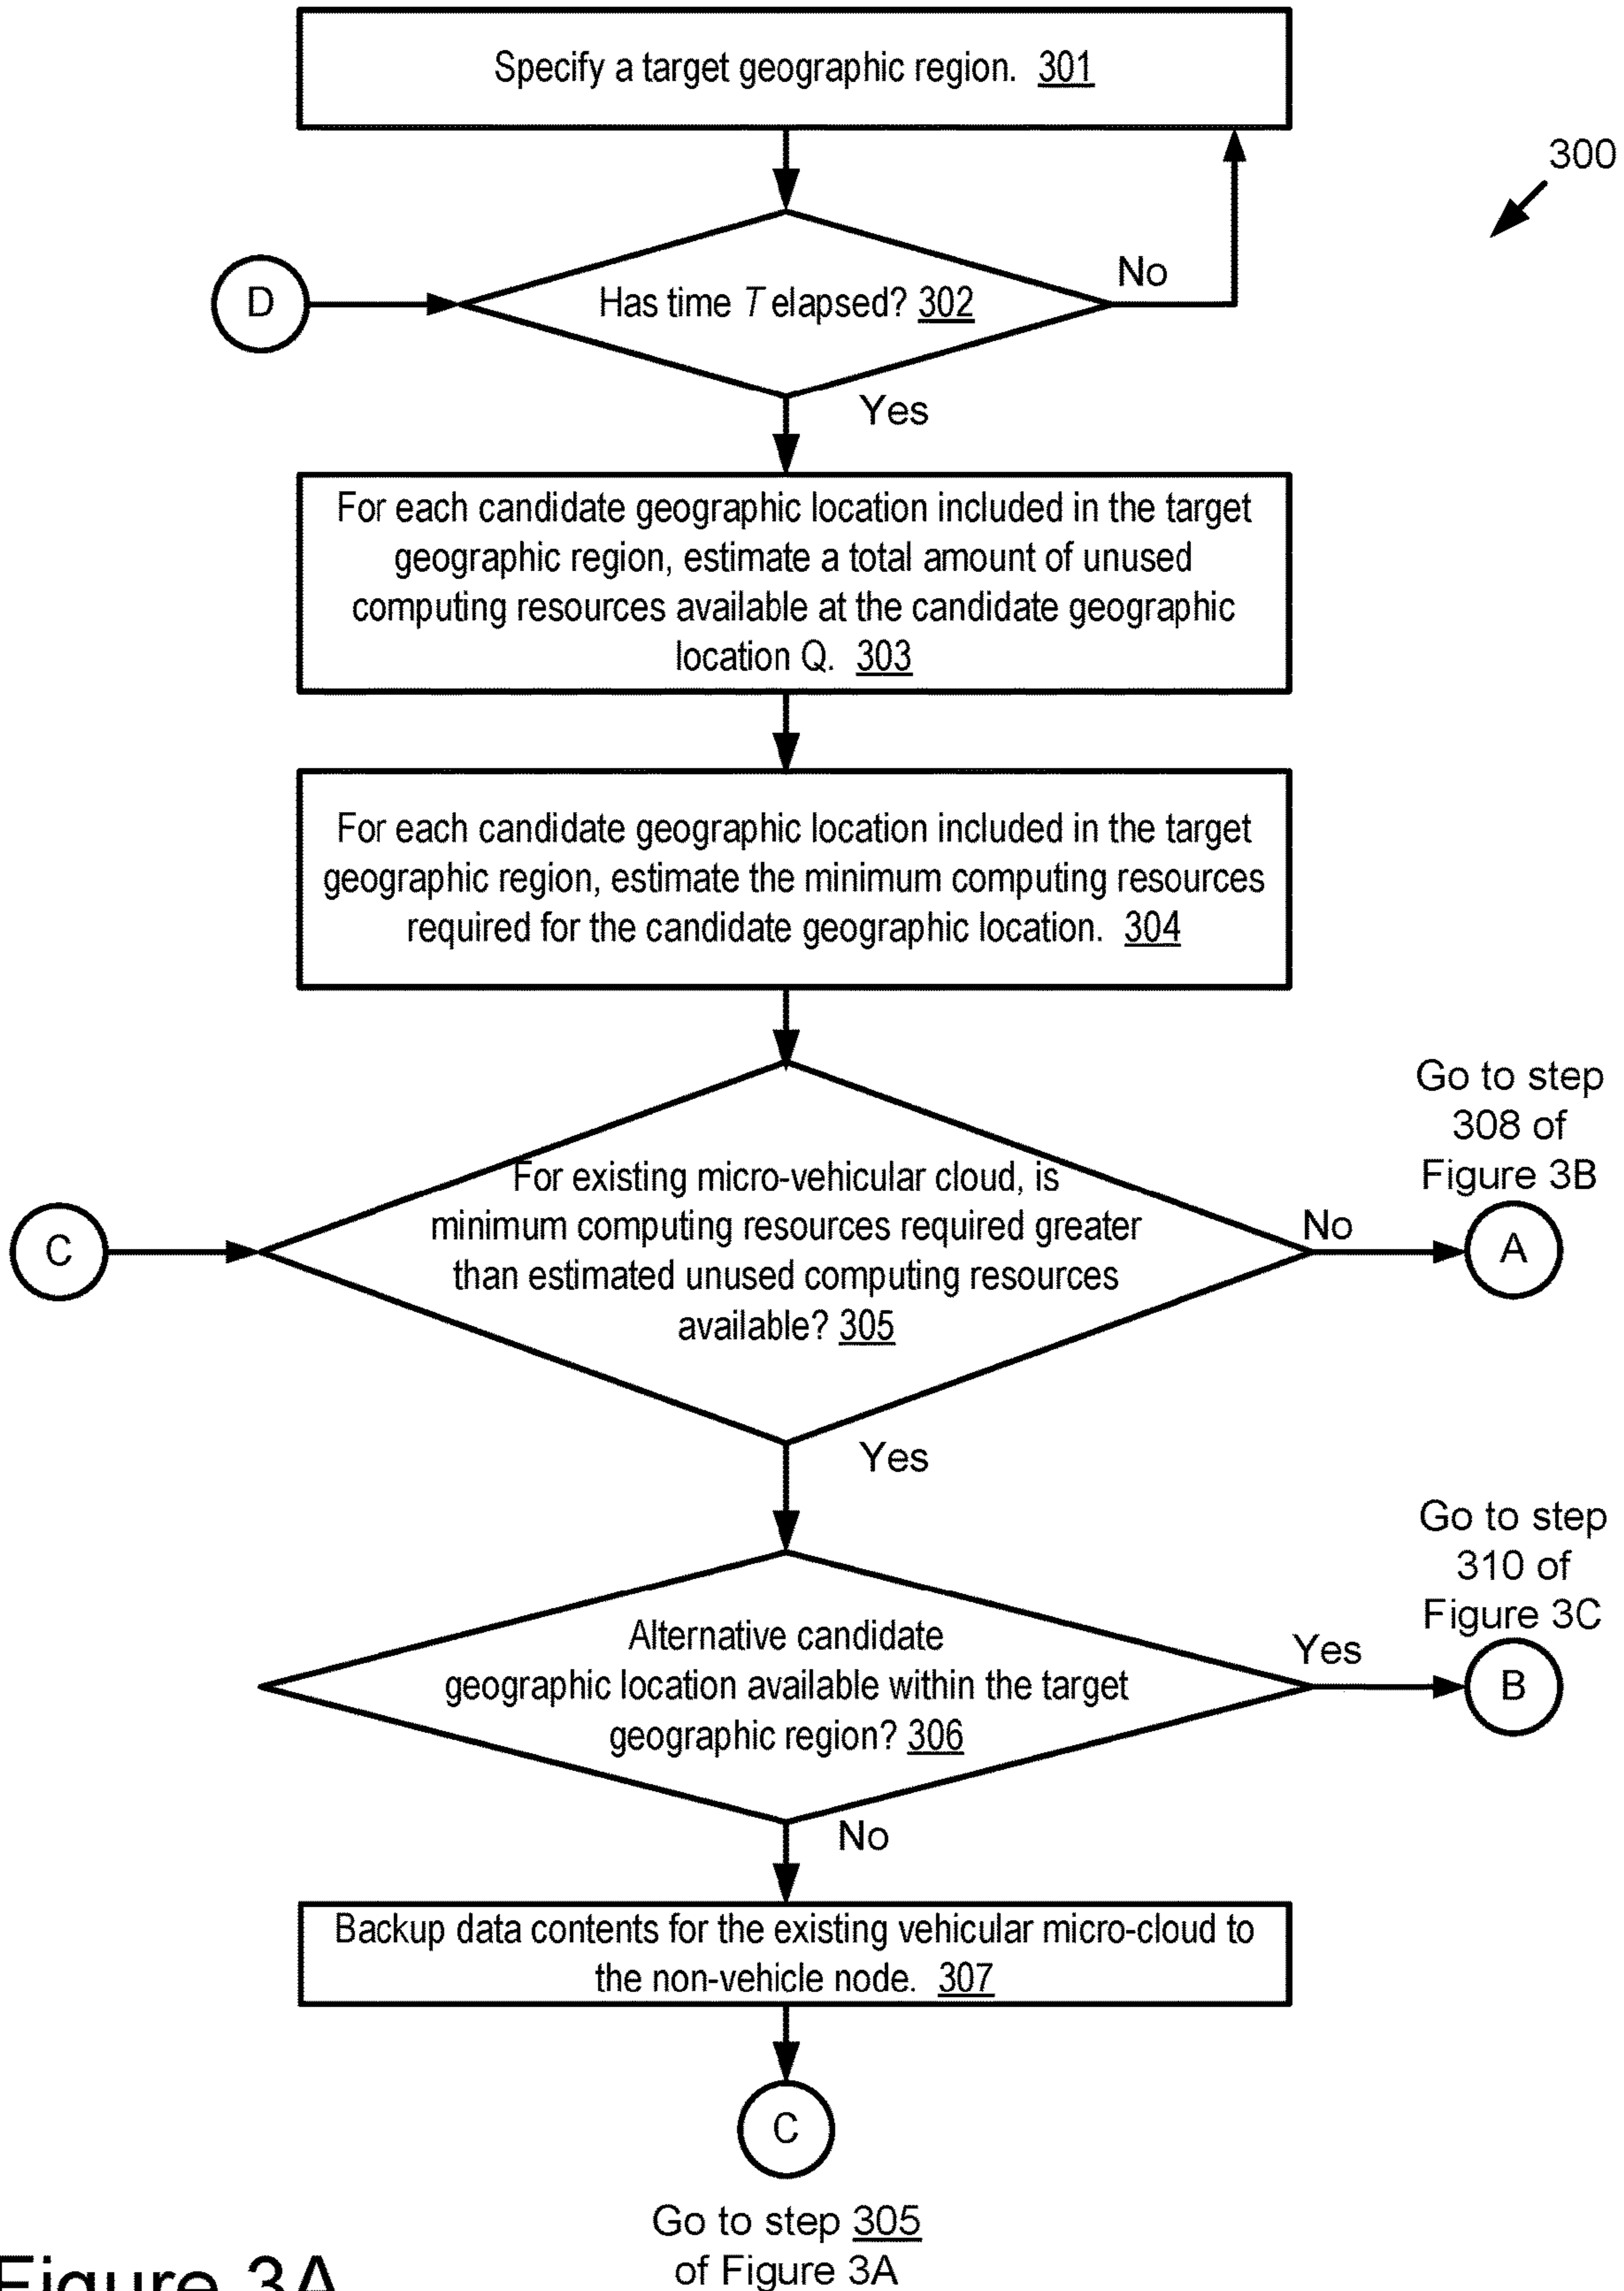 Specify a target geographic region. 301
300
D
Has time T elapsed? 302
No
Yes
For each candidate geographic location included in the target
geographic region, estimate a total amount of unused
computing resources available at the candidate geographic
location Q. 303
For each candidate geographic location included in the target
geographic region, estimate the minimum computing resources
required for the candidate geographic location. 304
Go to step
308 of
Figure 3B
C
For existing micro-vehicular cloud, is
minimum computing resources required greater
than estimated unused computing resources
available? 305
No
A
Yes
Go to step
310 of
Figure 3C
Alternative candidate
geographic location available within the target
geographic region? 306
Yes
B
No
Backup data contents for the existing vehicular micro-cloud to
the non-vehicle node. 307
C
Go to step 305
of Figure 3A
Figure 3A